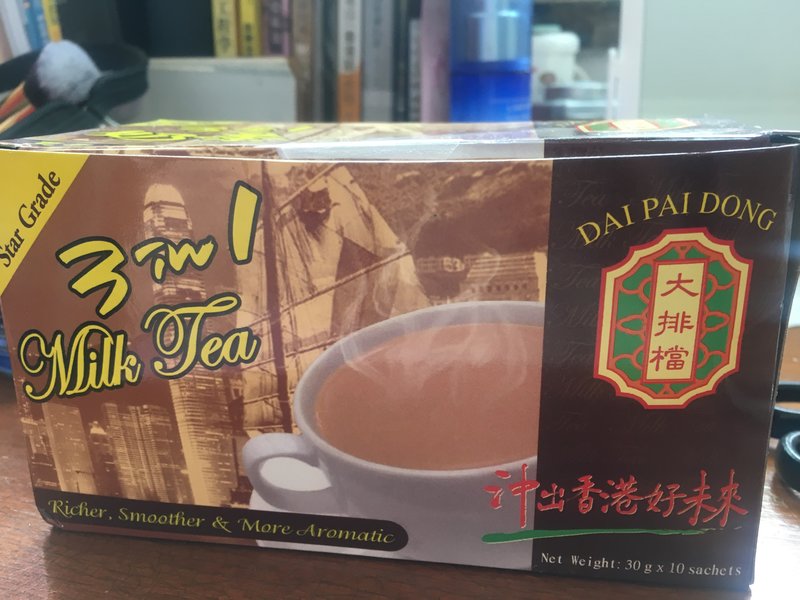 Star Grade
3 in 1
Milk Tea
Richer, Smoother & More Aromatic
DAI PAI DONG
大排檔
沖出香港好未來
Net Weight: 30 g x 10 sachets